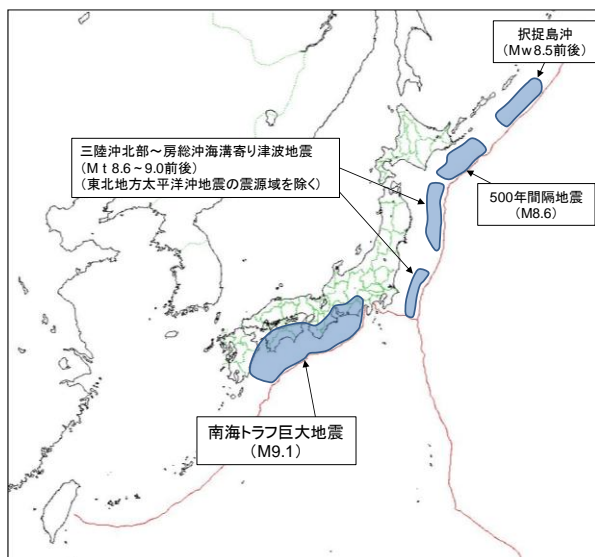 択捉島沖
(Mw8.5前後)
三陸沖北部～房総沖海溝寄り津波地震
(Mt8.6～9.0前後)
(東北地方太平洋沖地震の震源域を除く)
500年間隔地震
(M8.6)
南海トラフ巨大地震
(M9.1)